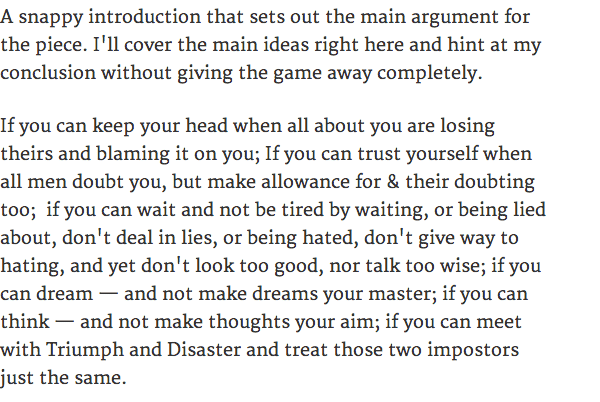 A snappy introduction that sets out the main argument for
the piece. I'll cover the main ideas right here and hint at my
conclusion without giving the game away completely.
If you can keep your head when all about you are losing
theirs and blaming it on you; If you can trust yourself when
all men doubt you, but make allowance for & their doubting
too;  if you can wait and not be tired by waiting, or being lied
about, don't deal in lies, or being hated, don't give way to
hating, and yet don't look too good, nor talk too wise; if you
can dream — and not make dreams your master; if you can
think — and not make thoughts your aim; if you can meet
with Triumph and Disaster and treat those two impostors
just the same.